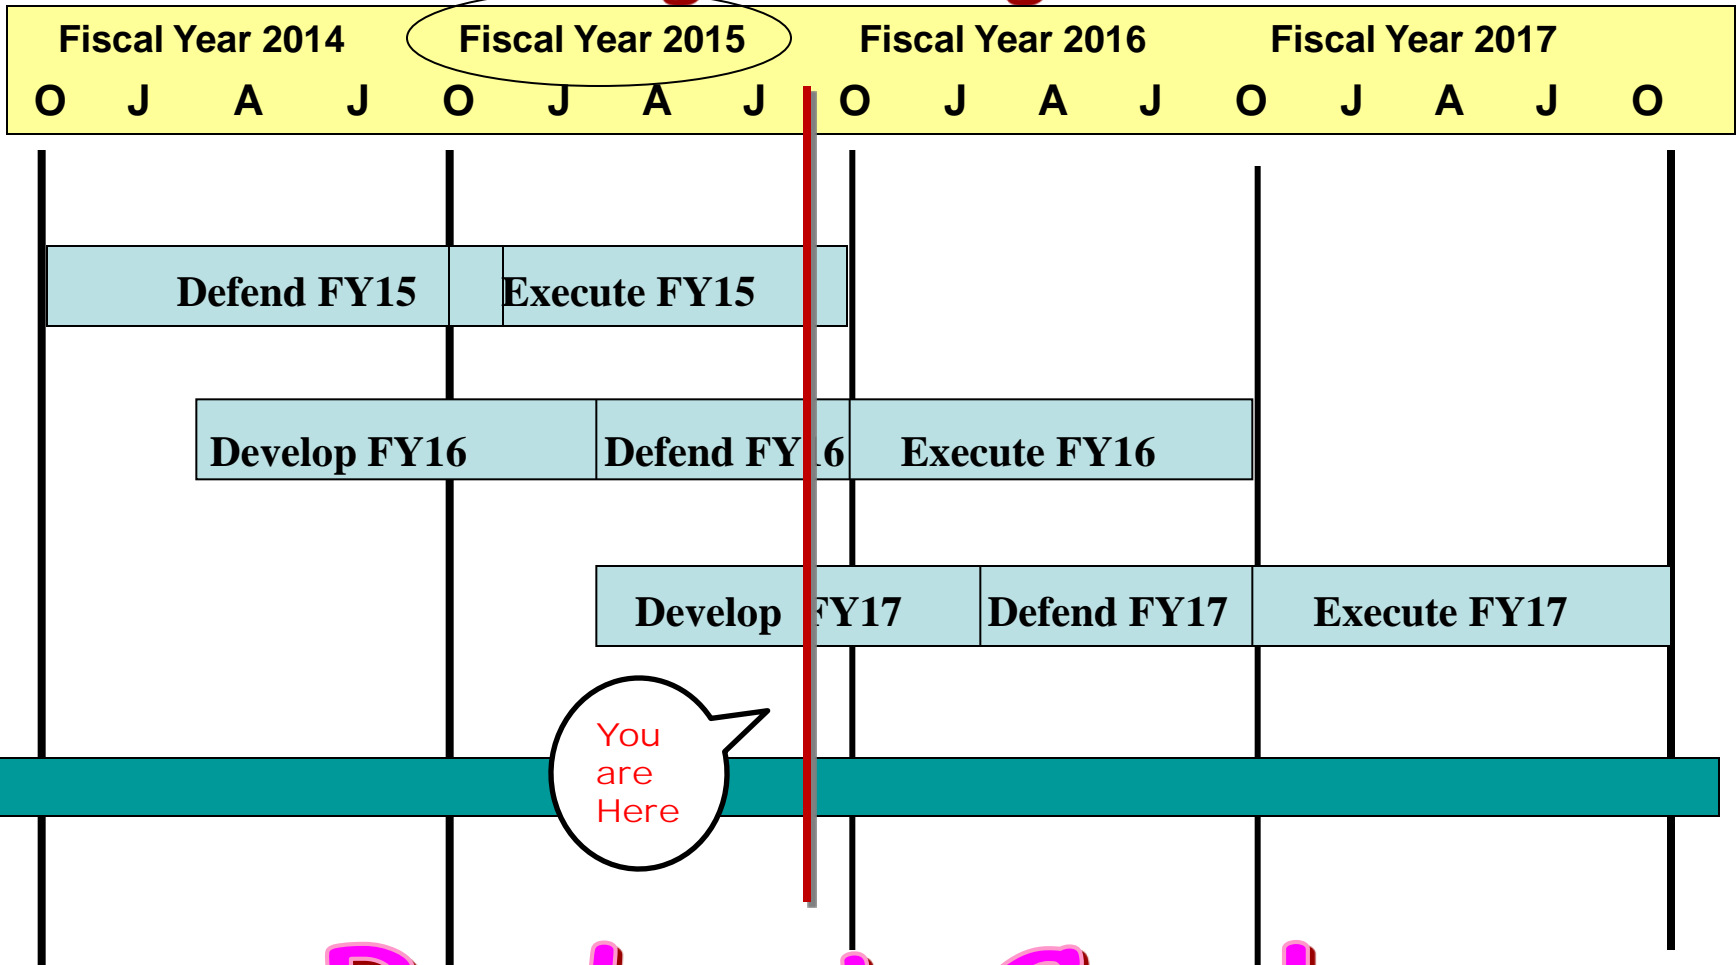 Fiscal Year 2014 Fiscal Year 2015 Fiscal Year 2016 Fiscal Year 2017
O J A J O J A J O J A J O J A J O
Defend FY15 Execute FY15
Develop FY16 Defend FY16 Execute FY16
Develop FY17 Defend FY17 Execute FY17
You
are
Here